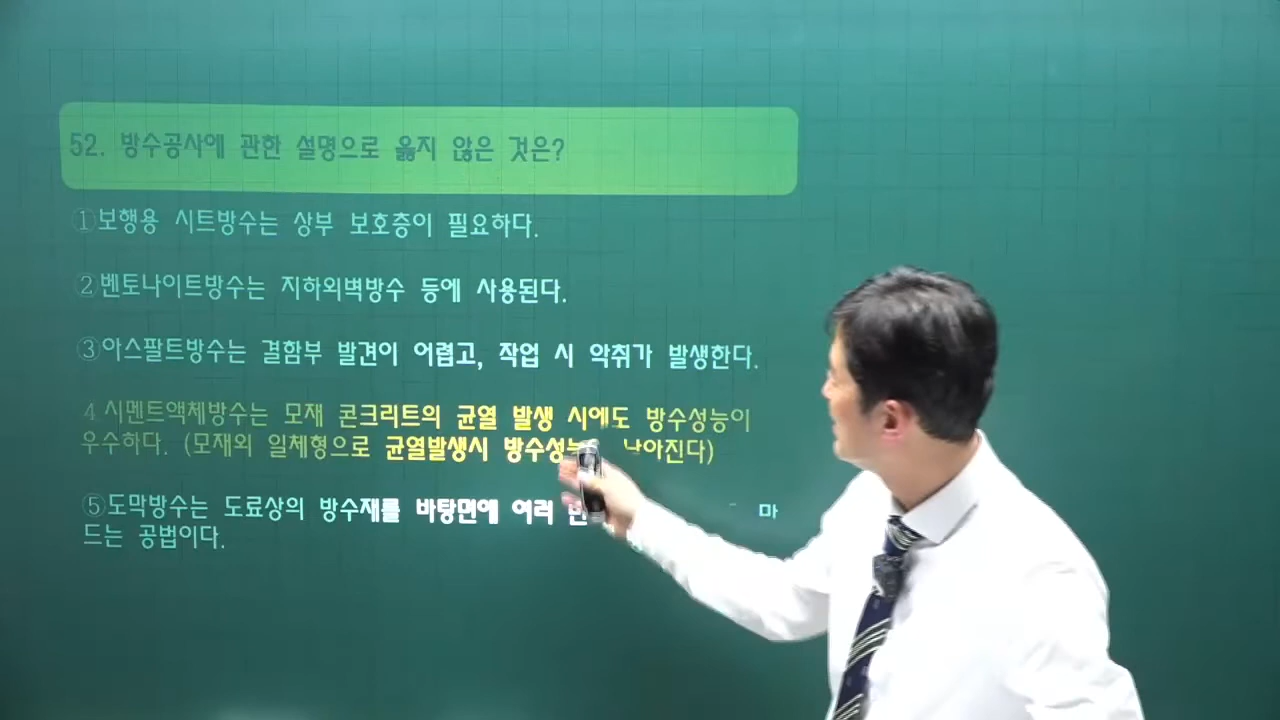 52. 방수공사에 관한 설명으로 옳지 않은 것은?
①보행용 시트방수는 상부 보호층이 필요하다.
②벤토나이트방수는 지하외벽방수 등에 사용된다.
③아스팔트방수는 결함부 발견이 어렵고, 작업 시 악취가 발생한다.
4 시멘트액체방수는 모재 콘크리트의 균열 발생 시에도 방수성능이
우수하다. (모재외 일체형으로 균열발생시 방수성능 낮아진다)
⑤도막방수는 도료상의 방수재를 바탕면에 여러 마
드는 공법이다.